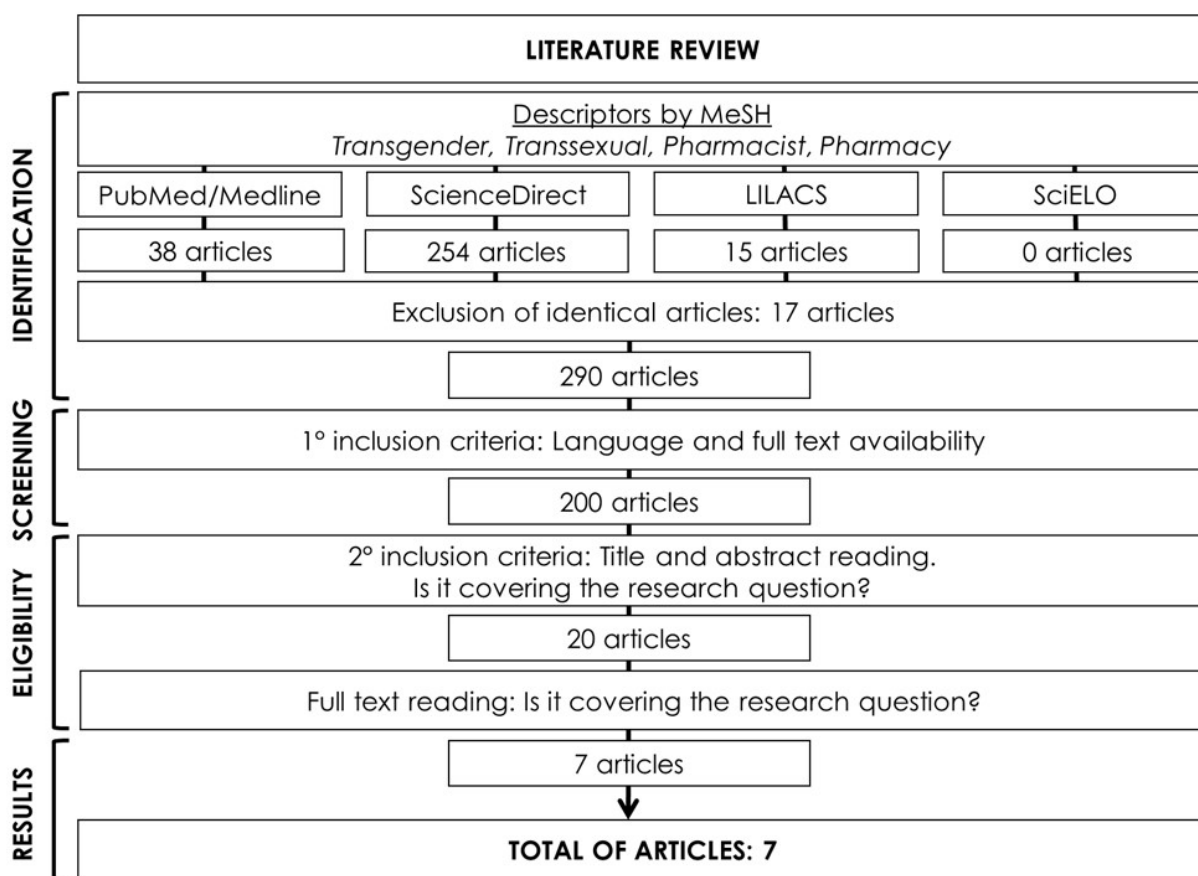 LITERATURE REVIEW
IDENTIFICATION
Descriptors by MeSH
Transgender, Transsexual, Pharmacist, Pharmacy
PubMed/Medline
ScienceDirect
LILACS
SciELO
38 articles
254 articles
15 articles
0 articles
Exclusion of identical articles: 17 articles
290 articles
SCREENING
1º inclusion criteria: Language and full text availability
200 articles
ELIGIBILITY
2º inclusion criteria: Title and abstract reading.
Is it covering the research question?
20 articles
Full text reading: Is it covering the research question?
RESULTS
7 articles
TOTAL OF ARTICLES: 7